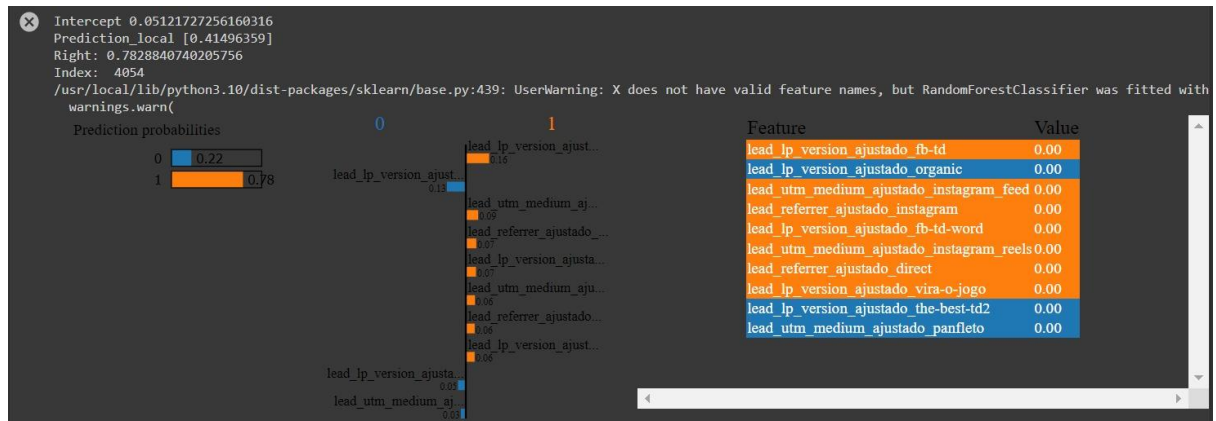 Intercept 0.05121727256160316
Prediction_local [0.41496359]
Right: 0.7828840740205756
Index:  4054
/usr/local/lib/python3.10/dist-packages/sklearn/base.py:439: UserWarning: X does not have valid feature names, but RandomForestClassifier was fitted with
  warnings.warn(
Prediction probabilities
0 0.22
1 0.78
0 1
lead_lp_version_ajust...
0.16
lead_lp_version_ajust...
0.13
lead_utm_medium_aj...
0.09
lead_referrer_ajustado_...
0.07
lead_lp_version_ajusta...
0.07
lead_utm_medium_aju...
0.06
lead_referrer_ajustado...
0.06
lead_lp_version_ajust...
0.06
lead_lp_version_ajusta...
0.05
lead_utm_medium_aj...
0.03
Feature Value
lead_lp_version_ajustado_fb-td 0.00
lead_lp_version_ajustado_organic 0.00
lead_utm_medium_ajustado_instagram_feed 0.00
lead_referrer_ajustado_instagram 0.00
lead_lp_version_ajustado_fb-td-word 0.00
lead_utm_medium_ajustado_instagram_reels 0.00
lead_referrer_ajustado_direct 0.00
lead_lp_version_ajustado_vira-o-jogo 0.00
lead_lp_version_ajustado_the-best-td2 0.00
lead_utm_medium_ajustado_panfleto 0.00